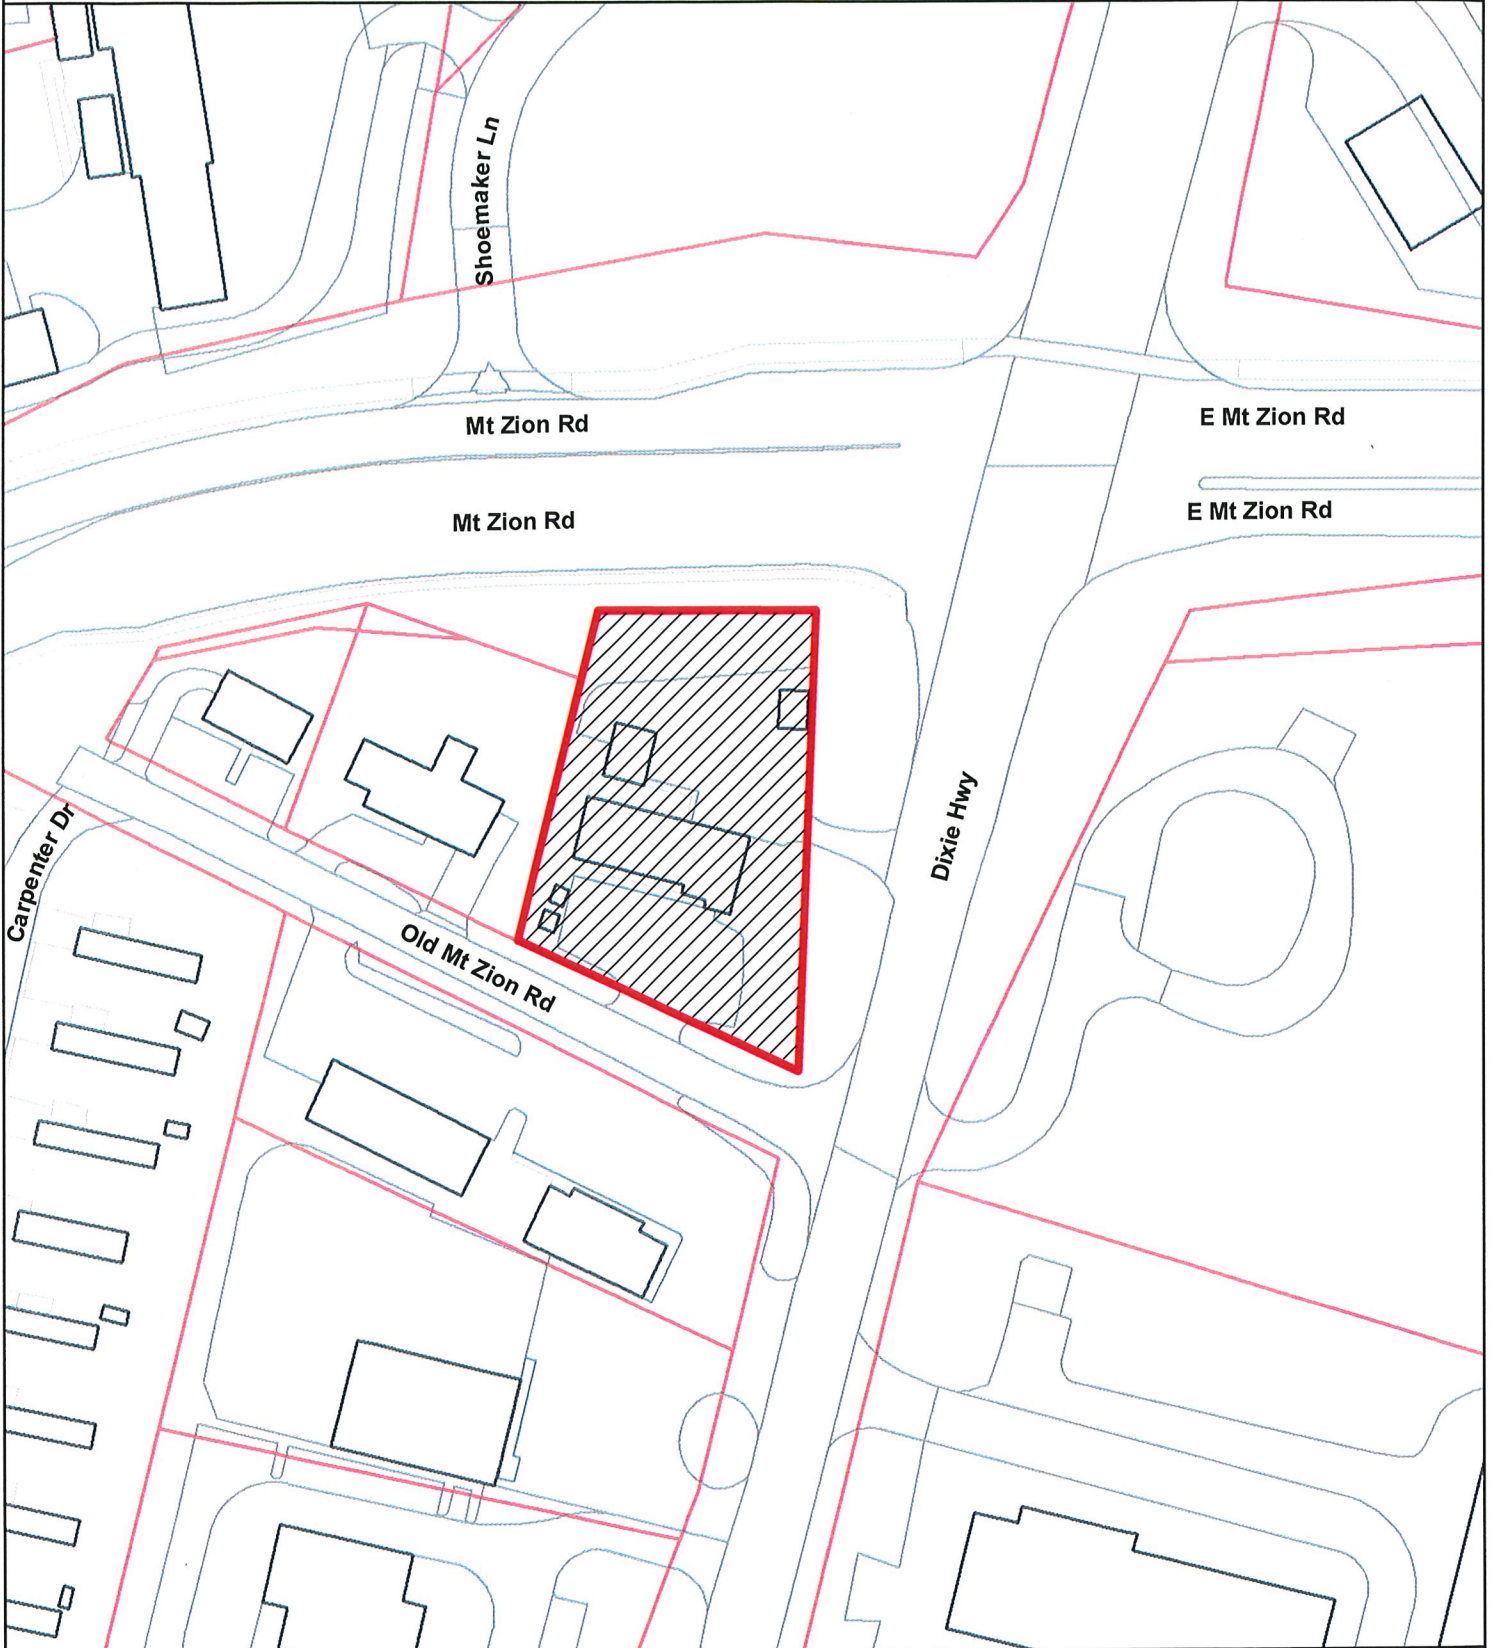 Shoemaker Ln
Mt Zion Rd
E Mt Zion Rd
Mt Zion Rd
E Mt Zion Rd
Dixie Hwy
Carpenter Dr
Old Mt Zion Rd